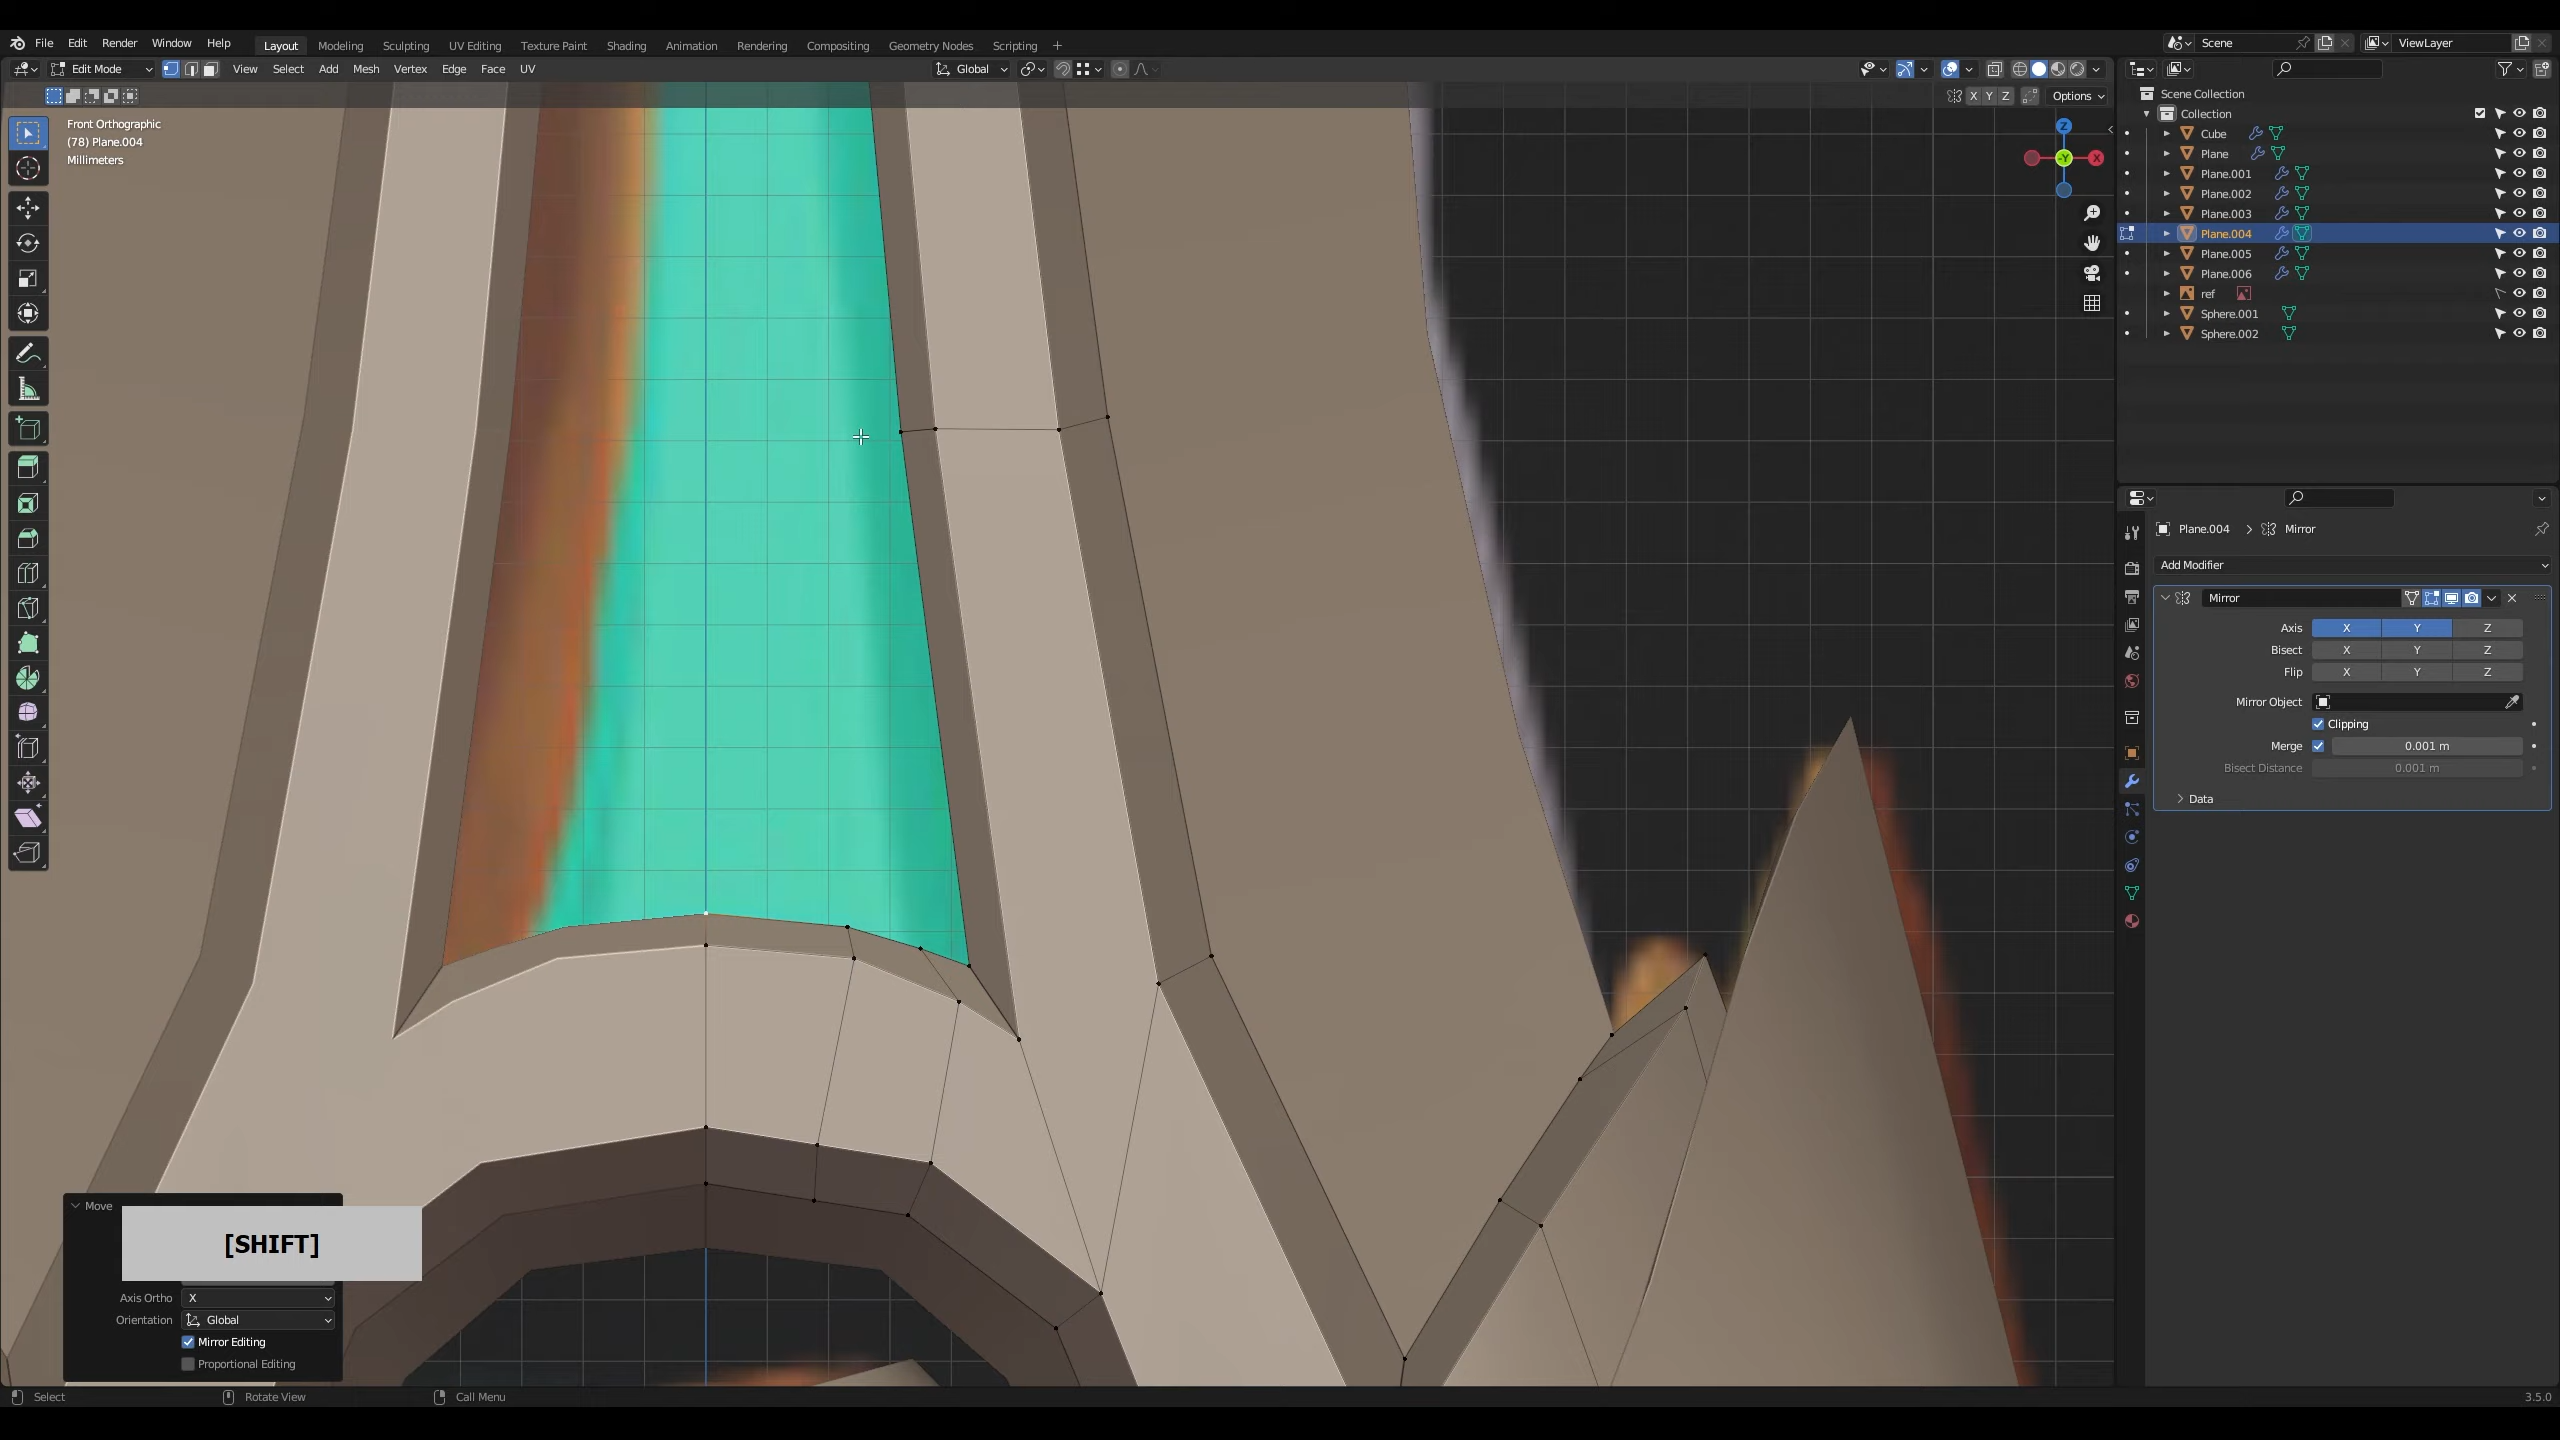 File Edit Render Window Help Layout Modeling Sculpting UV Editing Texture Paint Shading Animation Rendering Compositing Geometry Nodes Scripting + Scene ViewLayer
Edit Mode View Select Add Mesh Vertex Edge Face UV Global
X Y Z Options
Front Orthographic
(78) Plane.004
Millimeters
Z
-Y X
Scene Collection
Collection
Cube
Plane
Plane.001
Plane.002
Plane.003
Plane.004
Plane.005
Plane.006
ref
Sphere.001
Sphere.002
Plane.004 > Mirror
Add Modifier
Mirror
Axis X Y Z
Bisect X Y Z
Flip X Y Z
Mirror Object
Clipping
Merge 0.001 m
Bisect Distance 0.001 m
Data
Move
[SHIFT]
Axis Ortho X
Orientation Global
Mirror Editing
Proportional Editing
Select Rotate View Call Menu 3.5.0